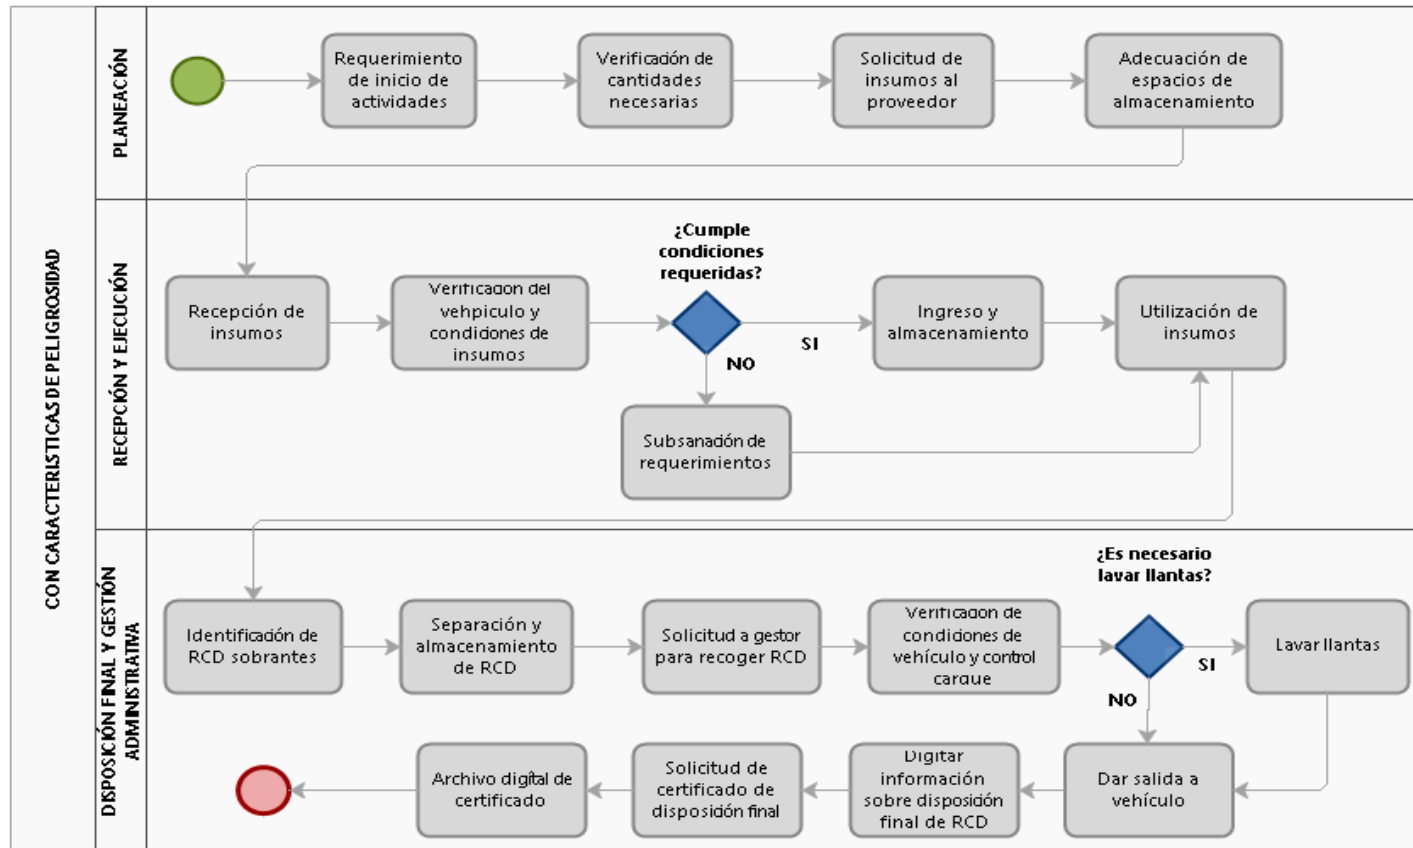 CON CARACTERISTICAS DE PELIGROSIDAD
PLANEACIÓN
Requerimiento
de inicio de
actividades
Verificación de
cantidades
necesarias
Solicitud de
insumos al
proveedor
Adecuación de
espacios de
almacenamiento
RECEPCIÓN Y EJECUCIÓN
Recepción de
insumos
Verificación del
vehpiculo y
condiciones de
insumos
¿Cumple
condiciones
requeridas?
SI
NO
Ingreso y
almacenamiento
Utilización de
insumos
Subsanación de
requerimientos
DISPOSICIÓN FINAL Y GESTIÓN
ADMINISTRATIVA
Identificación de
RCD sobrantes
Separación y
almacenamiento
de RCD
Solicitud a gestor
para recoger RCD
Verificación de
condiciones de
vehículo y control
cargue
¿Es necesario
lavar llantas?
SI
NO
Lavar llantas
Dar salida a
vehículo
Digitar
información
sobre disposición
final de RCD
Solicitud de
certificado de
disposición final
Archivo digital de
certificado